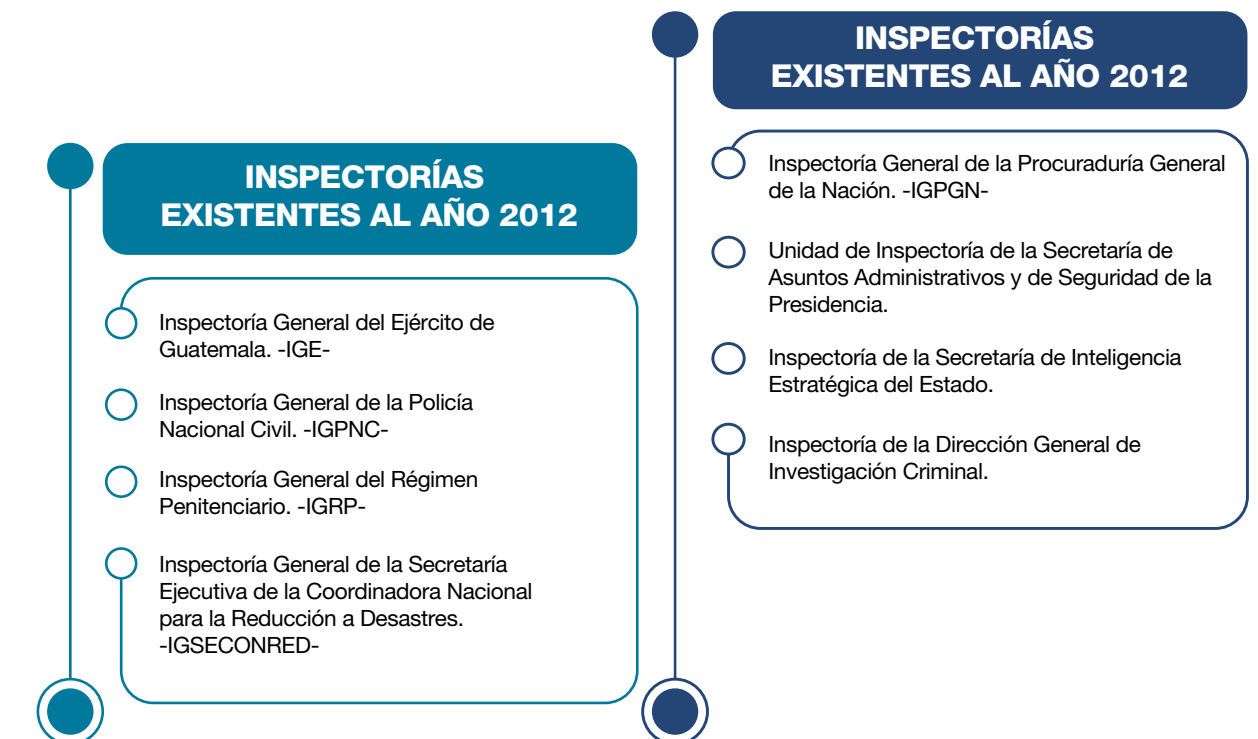 INSPECTORÍAS
EXISTENTES AL AÑO 2012
Inspectoría General del Ejército de
Guatemala. -IGE-
Inspectoría General de la Policía
Nacional Civil. -IGPNC-
Inspectoría General del Régimen
Penitenciario. -IGRP-
Inspectoría General de la Secretaría
Ejecutiva de la Coordinadora Nacional
para la Reducción a Desastres.
-IGSECONRED-
INSPECTORÍAS
EXISTENTES AL AÑO 2012
Inspectoría General de la Procuraduría General
de la Nación. -IGPGN-
Unidad de Inspectoría de la Secretaría de
Asuntos Administrativos y de Seguridad de la
Presidencia.
Inspectoría de la Secretaría de Inteligencia
Estratégica del Estado.
Inspectoría de la Dirección General de
Investigación Criminal.